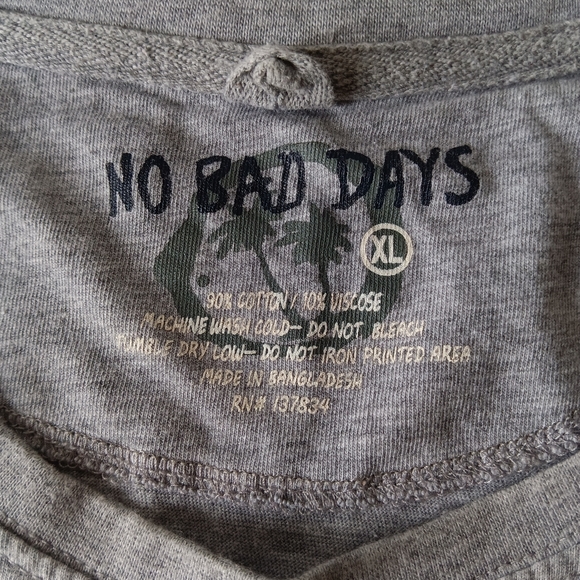 NO BAD DAYS
XL
90% COTTON / 10% VISCOSE
MACHINE WASH COLD– DO NOT BLEACH
TUMBLE DRY LOW– DO NOT IRON PRINTED AREA
MADE IN BANGLADESH
RN# 137834